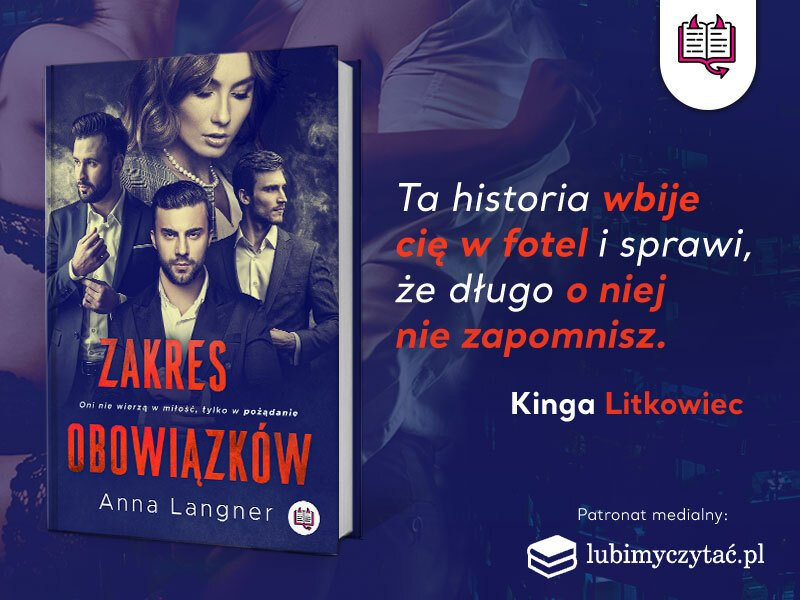 ZAKRES
Oni nie wierzą w miłość, tylko w pożądanie
OBOWIĄZKÓW
Anna Langner
Ta historia wbije
cię w fotel i sprawi,
że długo o niej
nie zapomnisz.
Kinga Litkowiec
Patronat medialny:
lubimyczytać.pl